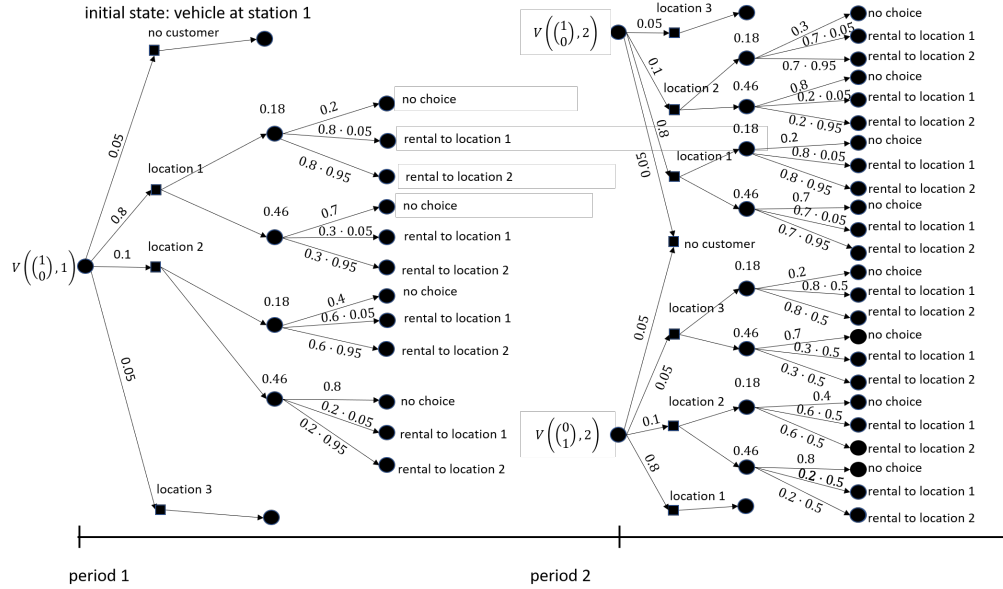 initial state: vehicle at station 1
no customer
0.05
location 1
0.8
0.18
0.2
no choice
0.8 · 0.05
rental to location 1
0.8 · 0.95
rental to location 2
0.46
0.7
no choice
0.3 · 0.05
rental to location 1
0.3 · 0.95
rental to location 2
V((1 0), 1)
0.1
location 2
0.18
0.4
no choice
0.6 · 0.05
rental to location 1
0.6 · 0.95
rental to location 2
0.46
0.8
no choice
0.2 · 0.05
rental to location 1
0.2 · 0.95
rental to location 2
0.05
location 3
V((1 0), 2)
0.05
location 3
0.1
location 2
0.18
0.3
no choice
0.7 · 0.05
rental to location 1
0.7 · 0.95
rental to location 2
0.46
0.8
no choice
0.2 · 0.05
rental to location 1
0.2 · 0.95
rental to location 2
0.8
location 1
0.18
0.2
no choice
0.8 · 0.05
rental to location 1
0.8 · 0.95
rental to location 2
0.46
0.7
no choice
0.7 · 0.05
rental to location 1
0.7 · 0.95
rental to location 2
0.05
no customer
0.05
location 3
0.05
0.18
0.2
no choice
0.8 · 0.5
rental to location 1
0.8 · 0.5
rental to location 2
0.46
0.7
no choice
0.3 · 0.5
rental to location 1
0.3 · 0.5
rental to location 2
V((0 1), 2)
0.1
location 2
0.18
0.4
no choice
0.6 · 0.5
rental to location 1
0.6 · 0.5
rental to location 2
0.46
0.8
no choice
0.2 · 0.5
rental to location 1
0.2 · 0.5
rental to location 2
0.8
location 1
period 1
period 2